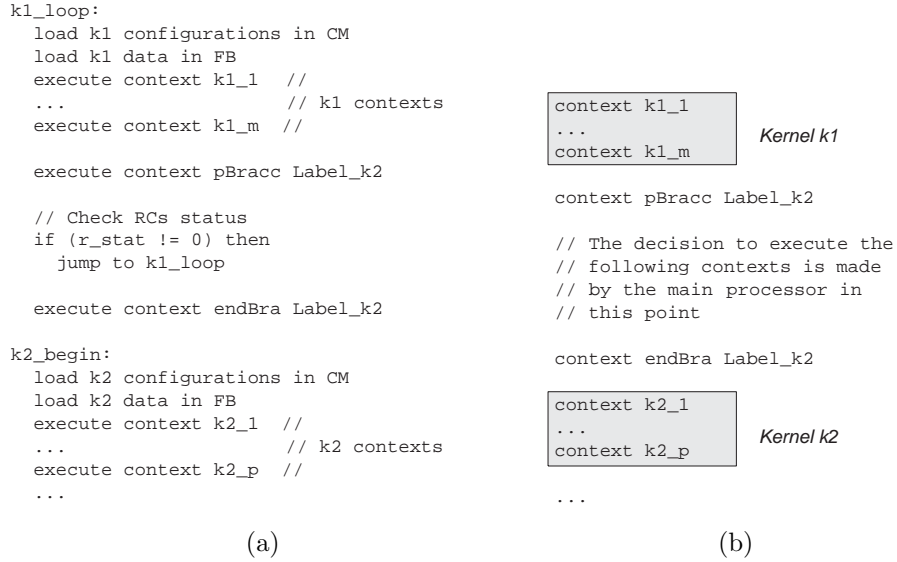 k1_loop:
load k1 configurations in CM
load k1 data in FB
execute context k1_1 //
... // k1 contexts
execute context k1_m //
execute context pBracc Label_k2
// Check RCs status
if (r_stat != 0) then
jump to k1_loop
execute context endBra Label_k2
k2_begin:
load k2 configurations in CM
load k2 data in FB
execute context k2_1 //
... // k2 contexts
execute context k2_p //
...
(a)
context k1_1
...
context k1_m
Kernel k1
context pBracc Label_k2
// The decision to execute the
// following contexts is made
// by the main processor in
// this point
context endBra Label_k2
context k2_1
...
context k2_p
Kernel k2
...
(b)